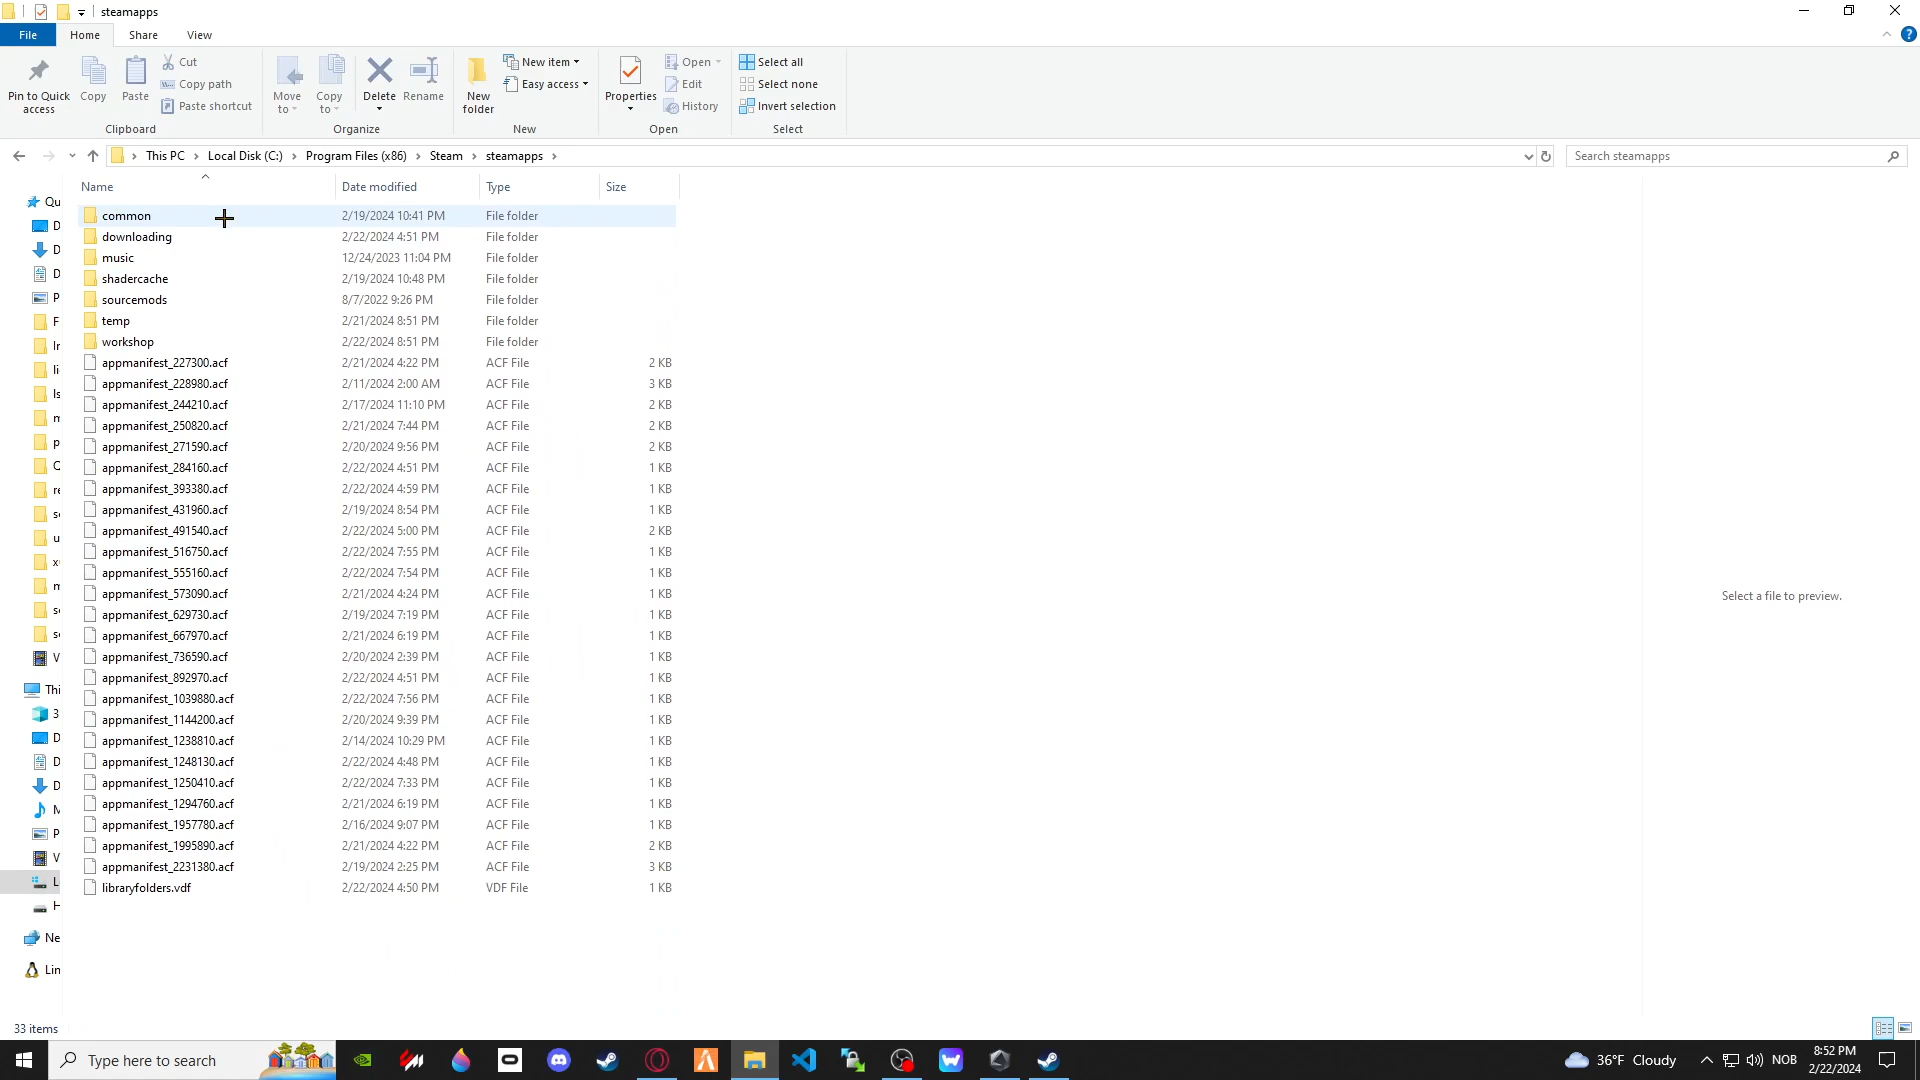 steamapps
File Home Share View
Pin to Quick access
Copy
Paste
Cut
Copy path
Paste shortcut
Clipboard
Move to
Copy to
Delete
Rename
Organize
New folder
New item
Easy access
New
Properties
Open
Edit
History
Open
Select all
Select none
Invert selection
Select
This PC > Local Disk (C:) > Program Files (x86) > Steam > steamapps >
Search steamapps
Name Date modified Type Size
common 2/19/2024 10:41 PM File folder
downloading 2/22/2024 4:51 PM File folder
music 12/24/2023 11:04 PM File folder
shadercache 2/19/2024 10:48 PM File folder
sourcemods 8/7/2022 9:26 PM File folder
temp 2/21/2024 8:51 PM File folder
workshop 2/22/2024 8:51 PM File folder
appmanifest_227300.acf 2/21/2024 4:22 PM ACF File 2 KB
appmanifest_228980.acf 2/11/2024 2:00 AM ACF File 3 KB
appmanifest_244210.acf 2/17/2024 11:10 PM ACF File 2 KB
appmanifest_250820.acf 2/21/2024 7:44 PM ACF File 2 KB
appmanifest_271590.acf 2/20/2024 9:56 PM ACF File 2 KB
appmanifest_284160.acf 2/22/2024 4:51 PM ACF File 1 KB
appmanifest_393380.acf 2/22/2024 4:59 PM ACF File 1 KB
appmanifest_431960.acf 2/19/2024 8:54 PM ACF File 1 KB
appmanifest_491540.acf 2/22/2024 5:00 PM ACF File 2 KB
appmanifest_516750.acf 2/22/2024 7:55 PM ACF File 1 KB
appmanifest_555160.acf 2/22/2024 7:54 PM ACF File 1 KB
appmanifest_573090.acf 2/21/2024 4:24 PM ACF File 1 KB
appmanifest_629730.acf 2/19/2024 7:19 PM ACF File 1 KB
appmanifest_667970.acf 2/21/2024 6:19 PM ACF File 1 KB
appmanifest_736590.acf 2/20/2024 2:39 PM ACF File 1 KB
appmanifest_892970.acf 2/22/2024 4:51 PM ACF File 1 KB
appmanifest_1039880.acf 2/22/2024 7:56 PM ACF File 1 KB
appmanifest_1144200.acf 2/20/2024 9:39 PM ACF File 1 KB
appmanifest_1238810.acf 2/14/2024 10:29 PM ACF File 1 KB
appmanifest_1248130.acf 2/22/2024 4:48 PM ACF File 1 KB
appmanifest_1250410.acf 2/22/2024 7:33 PM ACF File 1 KB
appmanifest_1294760.acf 2/21/2024 6:19 PM ACF File 1 KB
appmanifest_1957780.acf 2/16/2024 9:07 PM ACF File 1 KB
appmanifest_1995890.acf 2/21/2024 4:22 PM ACF File 2 KB
appmanifest_2231380.acf 2/19/2024 2:25 PM ACF File 3 KB
libraryfolders.vdf 2/22/2024 4:50 PM VDF File 1 KB
Select a file to preview.
33 items
Type here to search
36°F Cloudy
NOB
8:52 PM
2/22/2024